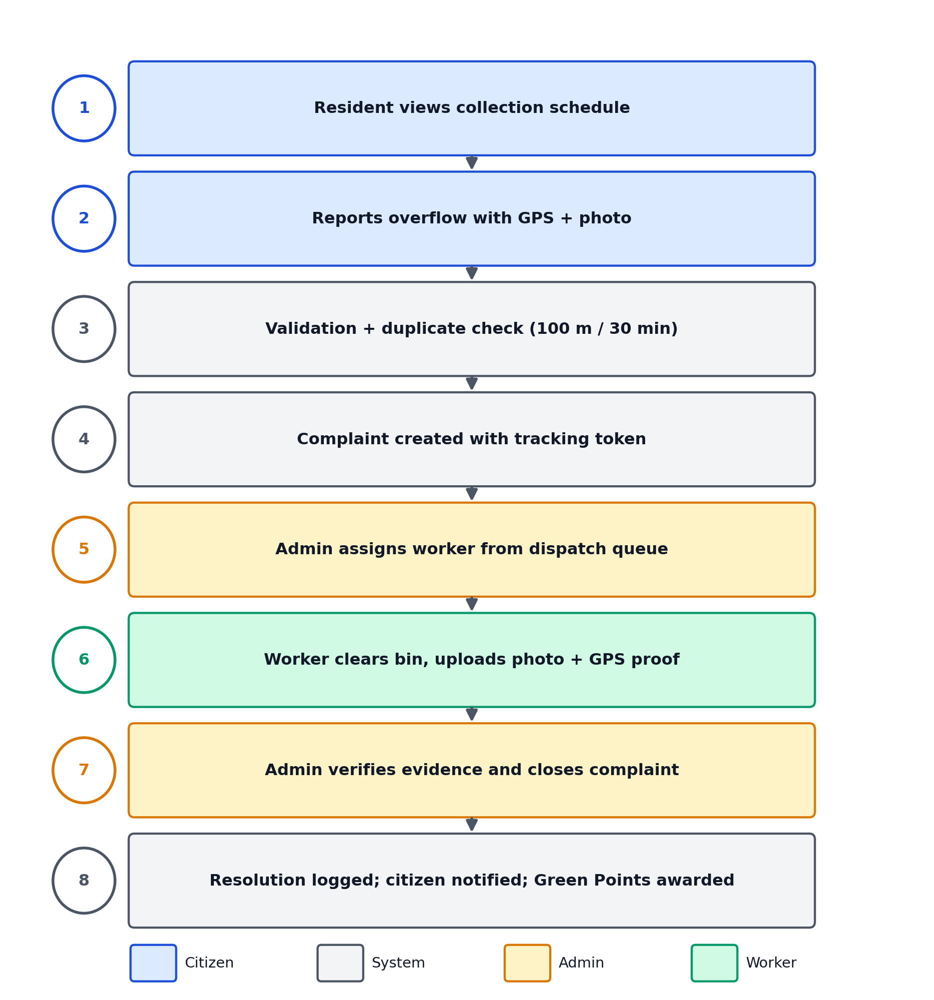 1
Resident views collection schedule
2
Reports overflow with GPS + photo
3
Validation + duplicate check (100 m / 30 min)
4
Complaint created with tracking token
5
Admin assigns worker from dispatch queue
6
Worker clears bin, uploads photo + GPS proof
7
Admin verifies evidence and closes complaint
8
Resolution logged; citizen notified; Green Points awarded
Citizen
System
Admin
Worker